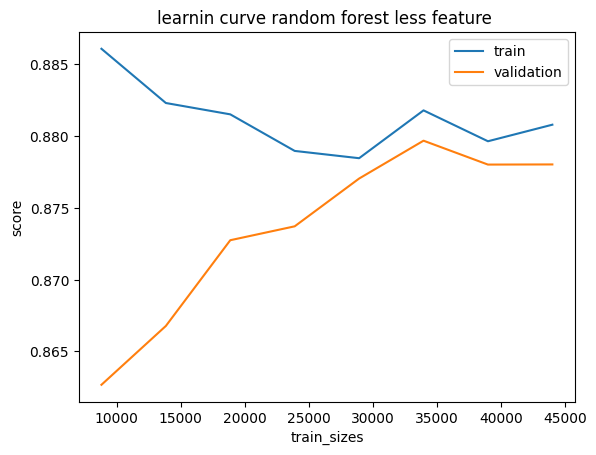 learnin curve random forest less feature
train
validation
score
0.885
0.880
0.875
0.870
0.865
10000 15000 20000 25000 30000 35000 40000 45000
train_sizes